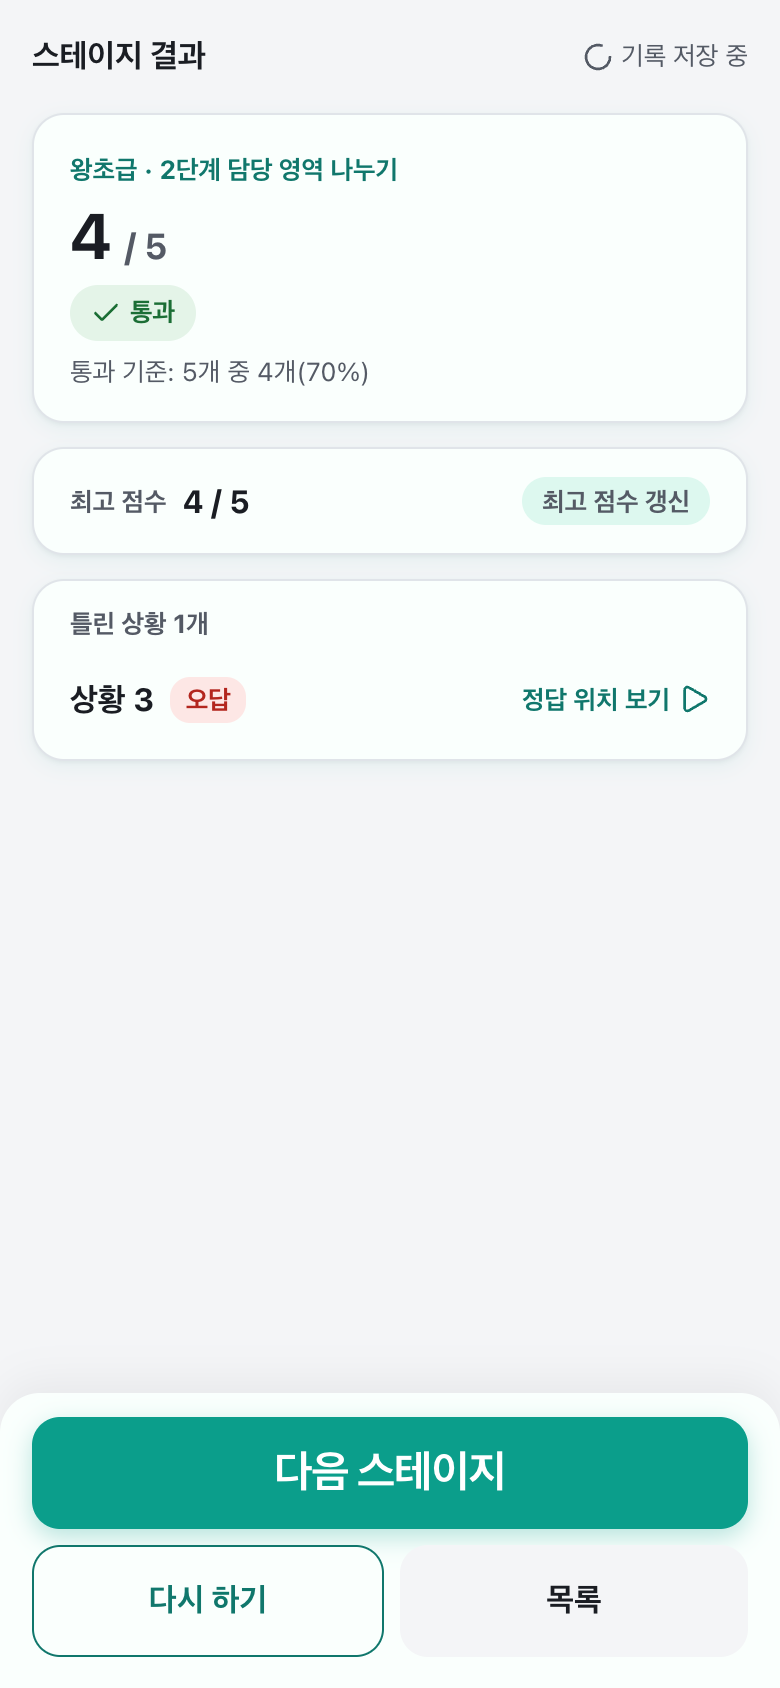 스테이지 결과
기록 저장 중
왕초급 · 2단계 담당 영역 나누기
4 / 5
통과
통과 기준: 5개 중 4개(70%)
최고 점수 4 / 5
최고 점수 갱신
틀린 상황 1개
상황 3 오답
정답 위치 보기
다음 스테이지
다시 하기
목록